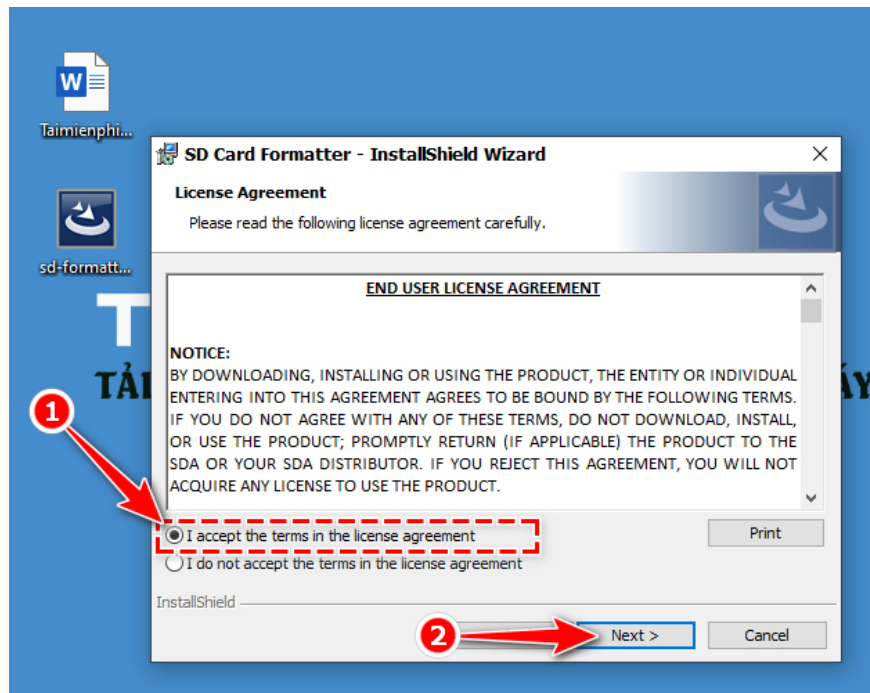 W
Taimienphi...
SD Card Formatter - InstallShield Wizard
License Agreement
Please read the following license agreement carefully.
sd-formatt...
END USER LICENSE AGREEMENT
T
NOTICE:
BY DOWNLOADING, INSTALLING OR USING THE PRODUCT, THE ENTITY OR INDIVIDUAL
TẢI
ENTERING INTO THIS AGREEMENT AGREES TO BE BOUND BY THE FOLLOWING TERMS.
IF YOU DO NOT AGREE WITH ANY OF THESE TERMS, DO NOT DOWNLOAD, INSTALL,
OR USE THE PRODUCT; PROMPTLY RETURN (IF APPLICABLE) THE PRODUCT TO THE
SDA OR YOUR SDA DISTRIBUTOR. IF YOU REJECT THIS AGREEMENT, YOU WILL NOT
ACQUIRE ANY LICENSE TO USE THE PRODUCT.
1
I accept the terms in the license agreement
Print
I do not accept the terms in the license agreement
InstallShield
2
Next >
Cancel